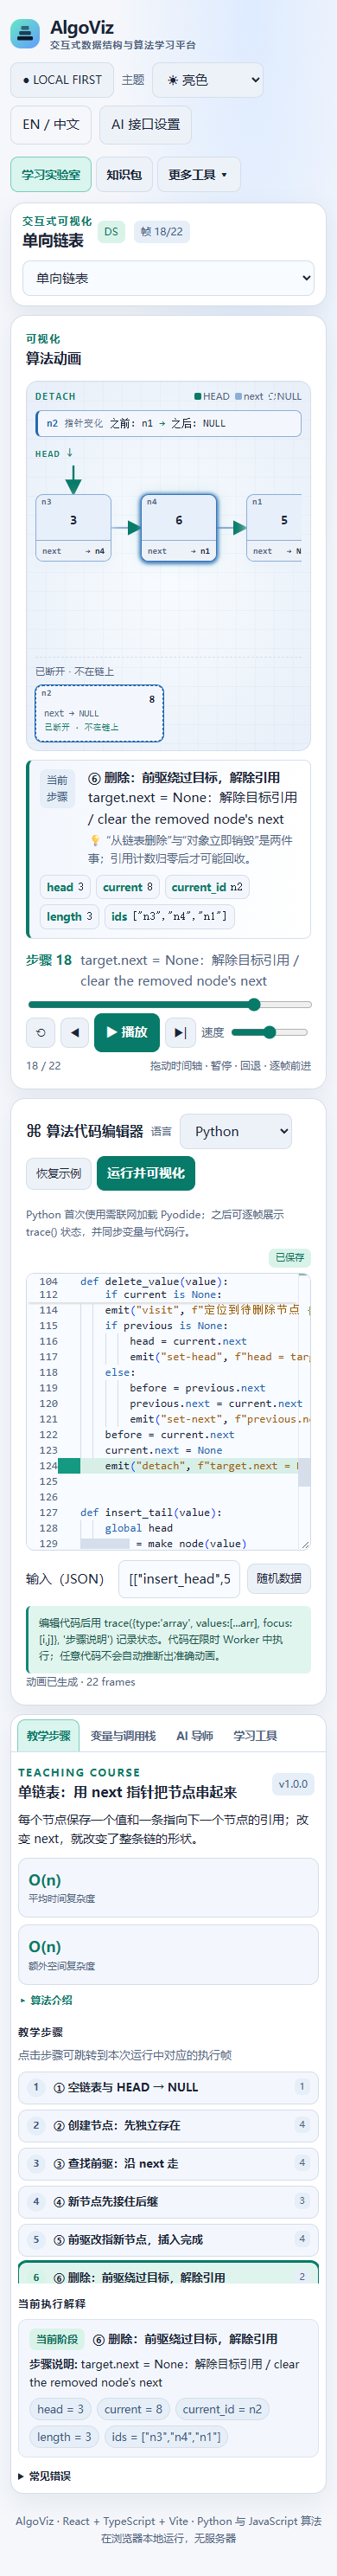 AlgoViz
交互式数据结构与算法学习平台
● LOCAL FIRST 主题 ☀ 亮色
EN / 中文 AI 接口设置
学习实验室 知识包 更多工具 ▼
交互式可视化
单向链表 DS 帧 18/22
单向链表
可视化
算法动画
DETACH HEAD next NULL
n2 指针变化 之前: n1 → 之后: NULL
HEAD ↓
n3 n4 n1
3 6 5
next → n4 next → n1 next → N
已断开 · 不在链上
n2 8
next → NULL
已断开 · 不在链上
当前步骤
⑥ 删除：前驱绕过目标，解除引用
target.next = None：解除目标引用
/ clear the removed node's next
💡 “从链表删除”与“对象立即销毁”是两件
事；引用计数归零后才可能回收。
head 3 current 8 current_id n2
length 3 ids ["n3","n4","n1"]
步骤 18 target.next = None：解除目标引用 /
clear the removed node's next
▶ 播放 速度
18 / 22 拖动时间轴 · 暂停 · 回退 · 逐帧前进
⌘ 算法代码编辑器 语言 Python
恢复示例 运行并可视化
Python 首次使用需联网加载 Pyodide；之后可逐帧展示
trace() 状态，并同步变量与代码行。
已保存
104 def delete_value(value):
112 if current is None:
114 emit("visit", f"定位到待删除节点
115 if previous is None:
116 head = current.next
117 emit("set-head", f"head = targ
118 else:
119 before = previous.next
120 previous.next = current.next
121 emit("set-next", f"previous.ne
122 before = current.next
123 current.next = None
124 emit("detach", f"target.next =
125
126
127 def insert_tail(value):
128 global head
129 = make_node(value)
输入（JSON） [["insert_head",5 随机数据
编辑代码后用 trace({type:'array', values:[...arr], focus:
[i,j]}, '步骤说明') 记录状态。代码在限时 Worker 中执
行；任意代码不会自动推断出准确动画。
动画已生成 · 22 frames
教学步骤 变量与调用栈 AI 导师 学习工具
TEACHING COURSE
单链表：用 next 指针把节点串起来 v1.0.0
每个节点保存一个值和一条指向下一个节点的引用；改
变 next，就改变了整条链的形状。
O(n)
平均时间复杂度
O(n)
额外空间复杂度
▸ 算法介绍
教学步骤
点击步骤可跳转到本次运行中对应的执行帧
1 ① 空链表与 HEAD → NULL 1
2 ② 创建节点：先独立存在 4
3 ③ 查找前驱：沿 next 走 4
4 ④ 新节点先接住后继 3
5 ⑤ 前驱改指新节点，插入完成 4
6 ⑥ 删除：前驱绕过目标，解除引用 2
当前执行解释
当前阶段 ⑥ 删除：前驱绕过目标，解除引用
步骤说明: target.next = None：解除目标引用 / clear
the removed node's next
head = 3 current = 8 current_id = n2
length = 3 ids = ["n3","n4","n1"]
▶ 常见错误
AlgoViz · React + TypeScript + Vite · Python 与 JavaScript 算法
在浏览器本地运行，无服务器